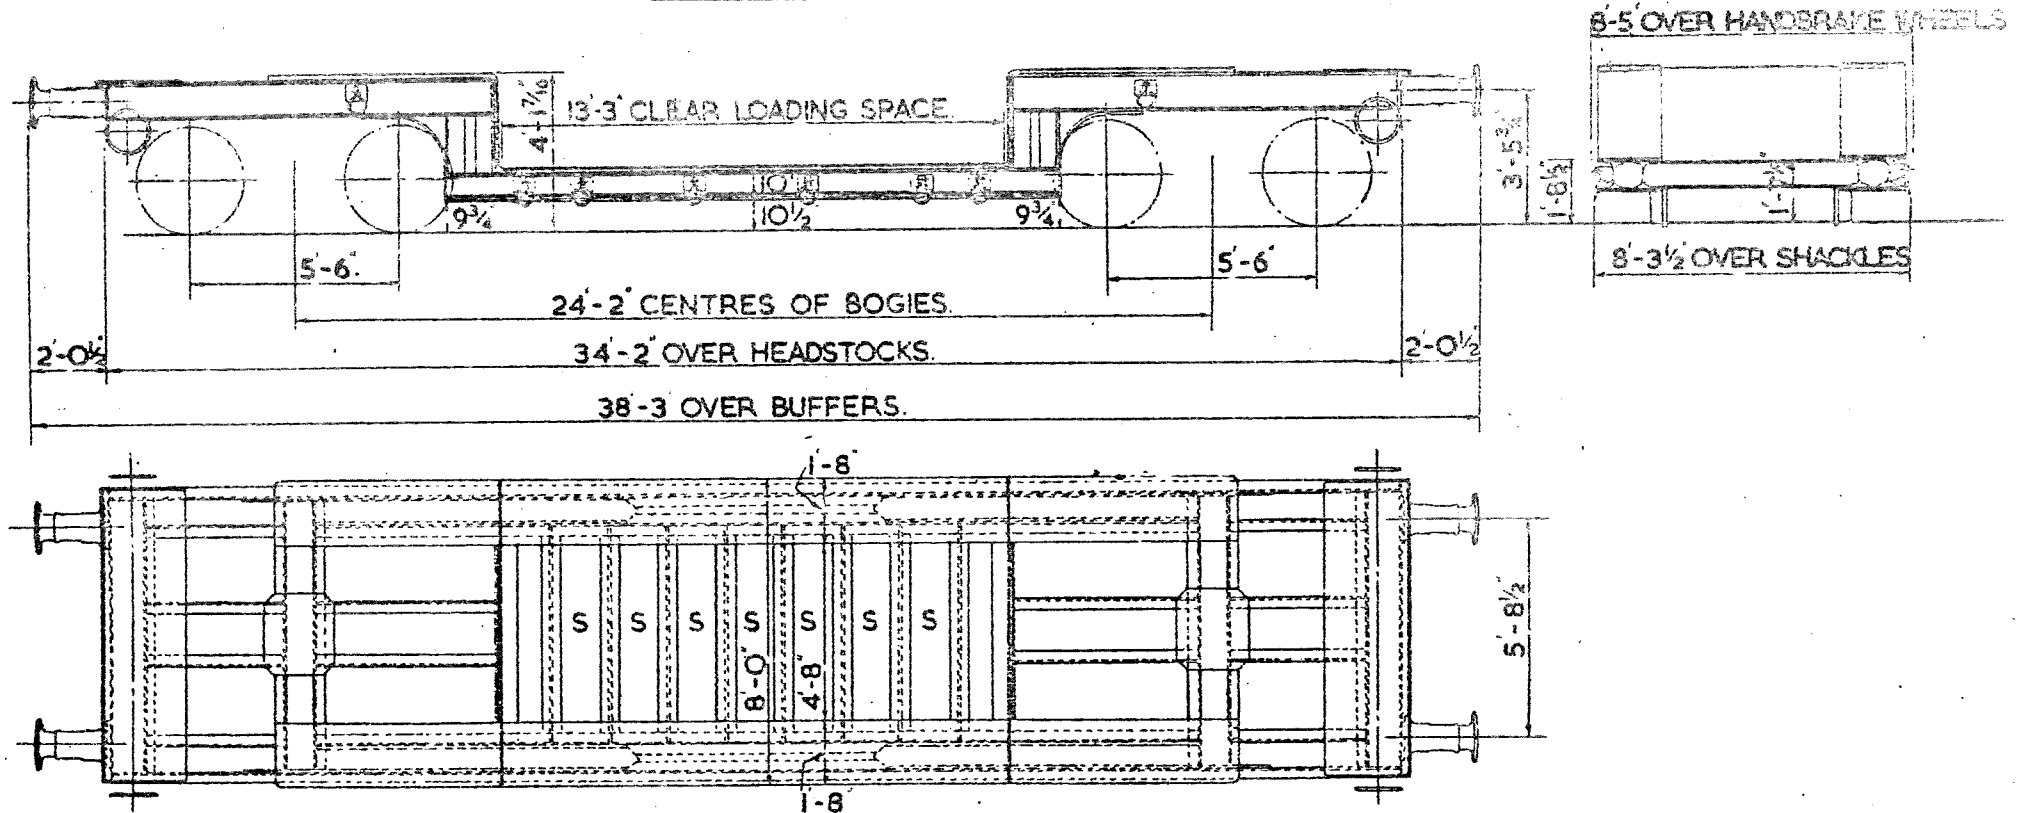 8'-5" OVER HANDBRAKE WHEELS
13'-3" CLEAR LOADING SPACE.
4'-1 7/16"
3'-5 3/4"
1'-8 1/2"
10"
9 3/4
10 1/2
9 3/4
5'-6".
5'-6"
8'-3 1/2" OVER SHACKLES
24'-2" CENTRES OF BOGIES.
2'-0 1/2"
34'-2" OVER HEADSTOCKS.
2'-0 1/2"
38'-3" OVER BUFFERS.
1'-8"
S S S S S S S
8'-0"
4'-8"
5'-8 1/2"
1'-8"